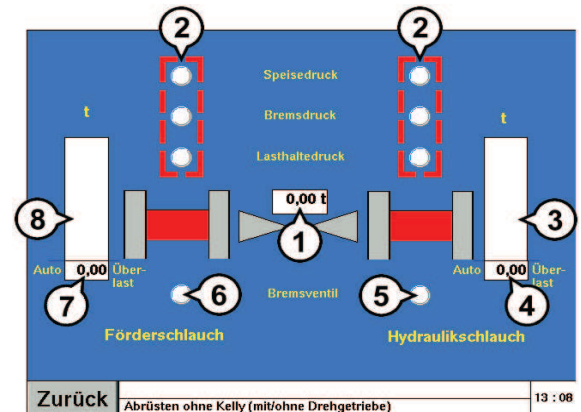 2
2
Speisedruck
t
Bremsdruck
t
Lasthaltedruck
8
0,00 t
3
1
Auto 0,00 Über-
last
Auto 0,00 Über-
last
7
6
Bremsventil
5
4
Förderschlauch
Hydraulikschlauch
Zurück
Abrüsten ohne Kelly (mit/ohne Drehgetriebe)
13 : 08